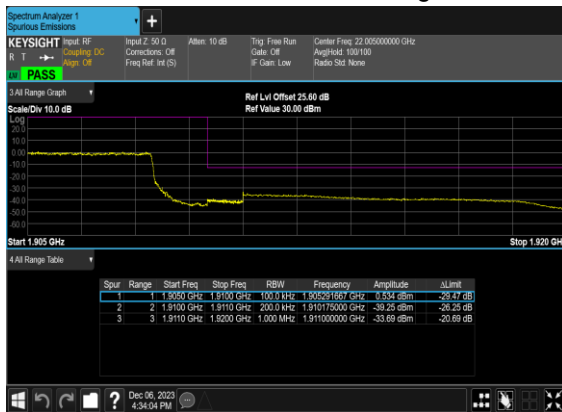 Spectrum Analyzer 1
Spurious Emissions
+
KEYSIGHT Input: RF Input Z: 50 Ω Atten: 10 dB Trig: Free Run Center Freq: 22.005000000 GHz
R T Coupling: DC Corrections: Off Gate: Off Avg|Hold: 100/100
Align: Off Freq Ref: Int (S) IF Gain: Low Radio Std: None
PASS
3 All Range Graph
Ref Lvl Offset 25.60 dB
Scale/Div 10.0 dB Ref Value 30.00 dBm
Log
20.0
10.0
0.00
-10.0
-20.0
-30.0
-40.0
-50.0
-60.0
Start 1.905 GHz Stop 1.920 GH
4 All Range Table
Spur Range Start Freq Stop Freq RBW Frequency Amplitude ΔLimit
1 1 1.9050 GHz 1.9100 GHz 100.0 kHz 1.905291667 GHz 0.534 dBm -29.47 dB
2 2 1.9100 GHz 1.9110 GHz 200.0 kHz 1.910175000 GHz -39.25 dBm -26.25 dB
3 3 1.9110 GHz 1.9200 GHz 1.000 MHz 1.911000000 GHz -33.69 dBm -20.69 dB
? Dec 06, 2023
4:34:04 PM